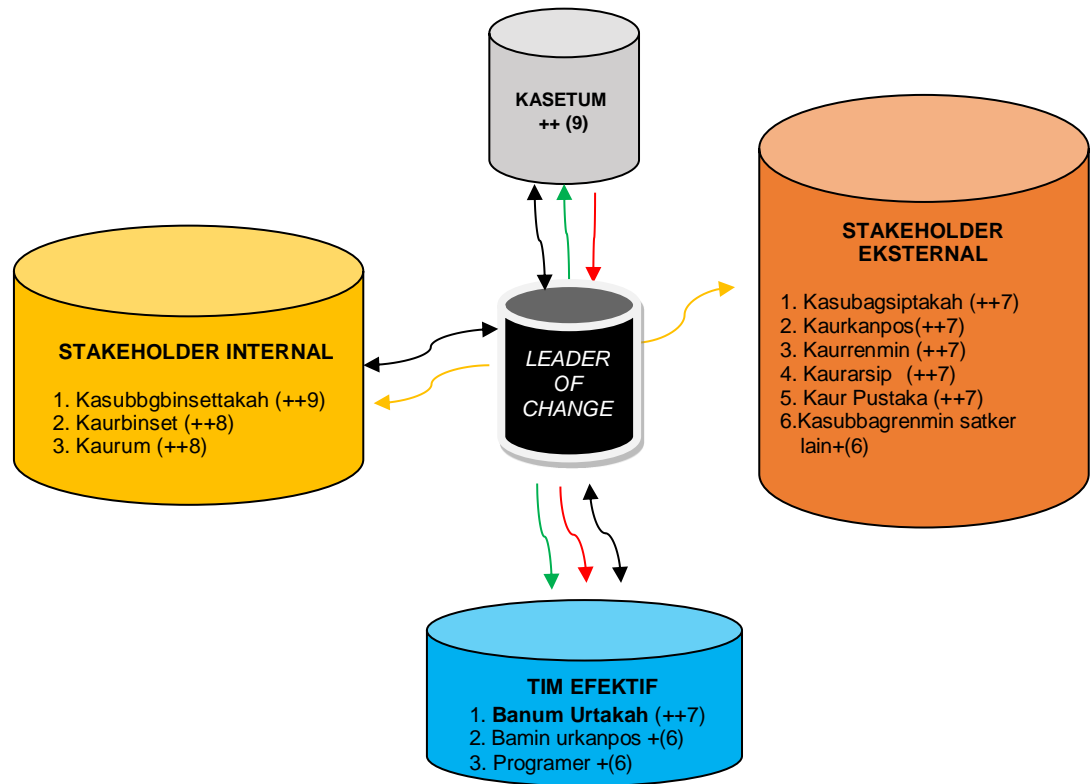 KASETUM
++ (9)
STAKEHOLDER
EKSTERNAL
1. Kasubagsiptakah (++7)
2. Kaurkanpos(++7)
3. Kaurrenmin (++7)
4. Kaurarsip (++7)
5. Kaur Pustaka (++7)
6.Kasubbagrenmin satker
lain+(6)
STAKEHOLDER INTERNAL
1. Kasubbgbinsettakah (++9)
2. Kaurbinset (++8)
3. Kaurum (++8)
LEADER
OF
CHANGE
TIM EFEKTIF
1. Banum Urtakah (++7)
2. Bamin urkanpos +(6)
3. Programer +(6)